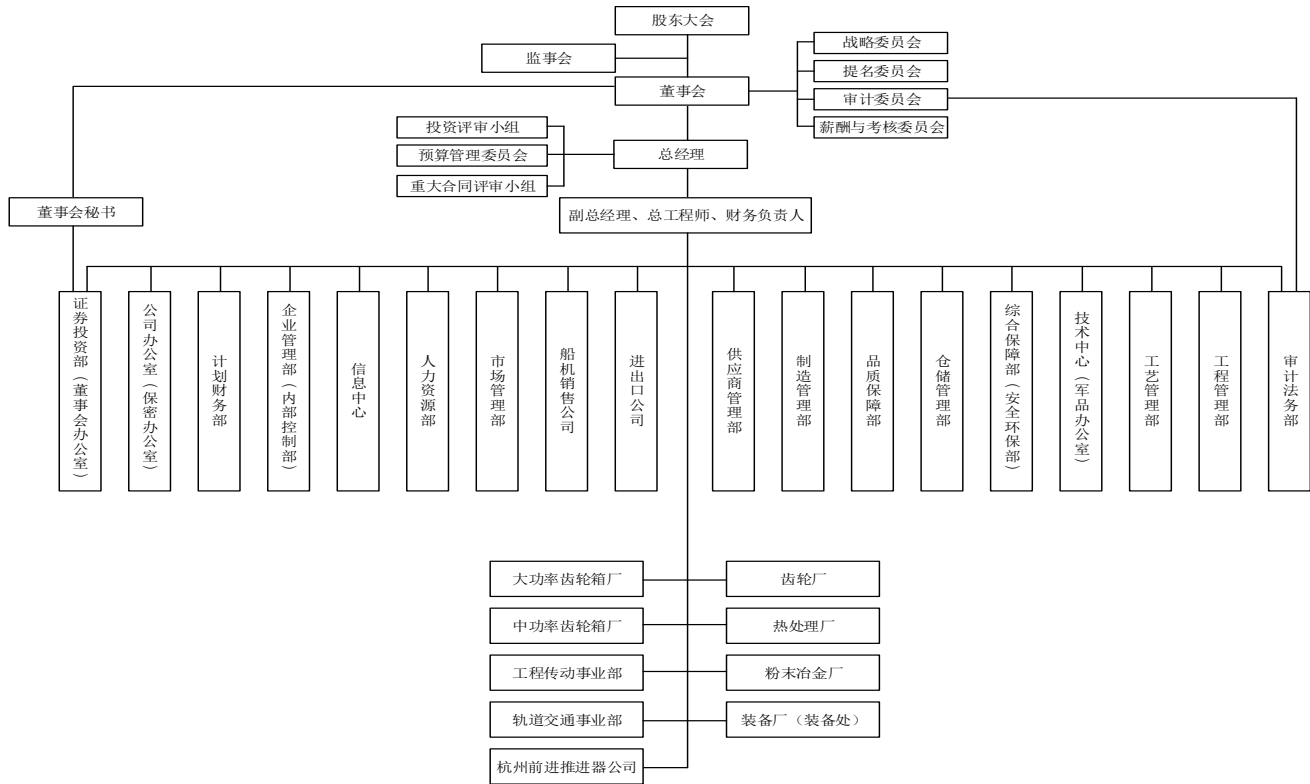 股东大会
监事会
战略委员会
提名委员会
董事会
审计委员会
薪酬与考核委员会
投资评审小组
预算管理委员会
总经理
重大合同评审小组
董事会秘书
副总经理、总工程师、财务负责人
证券投资部（董事会办公室）
公司办公室（保密办公室）
计划财务部
企业管理部（内部控制部）
信息中心
人力资源部
市场管理部
船机销售公司
进出口公司
供应商管理部
制造管理部
品质保障部
仓储管理部
综合保障部（安全环保部）
技术中心（军品办公室）
工艺管理部
工程管理部
审计法务部
大功率齿轮箱厂
齿轮厂
中功率齿轮箱厂
热处理厂
工程传动事业部
粉末冶金厂
轨道交通事业部
装备厂（装备处）
杭州前进推进器公司